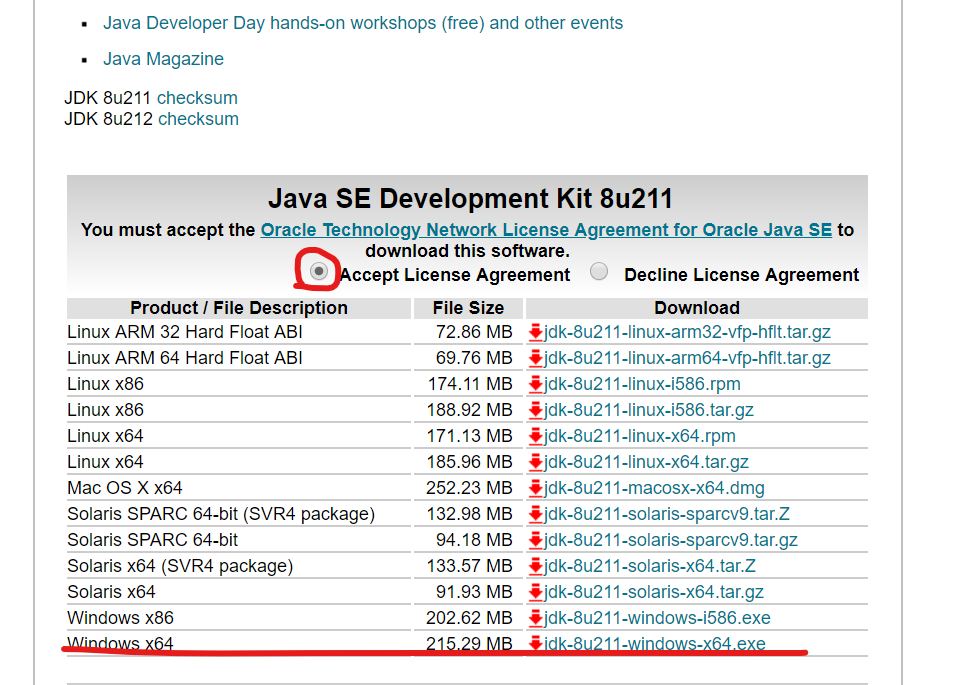 Java Developer Day hands-on workshops (free) and other events
Java Magazine
JDK 8u211 checksum
JDK 8u212 checksum
Java SE Development Kit 8u211
You must accept the Oracle Technology Network License Agreement for Oracle Java SE to
download this software.
Accept License Agreement Decline License Agreement
Product / File Description File Size Download
Linux ARM 32 Hard Float ABI 72.86 MB jdk-8u211-linux-arm32-vfp-hflt.tar.gz
Linux ARM 64 Hard Float ABI 69.76 MB jdk-8u211-linux-arm64-vfp-hflt.tar.gz
Linux x86 174.11 MB jdk-8u211-linux-i586.rpm
Linux x86 188.92 MB jdk-8u211-linux-i586.tar.gz
Linux x64 171.13 MB jdk-8u211-linux-x64.rpm
Linux x64 185.96 MB jdk-8u211-linux-x64.tar.gz
Mac OS X x64 252.23 MB jdk-8u211-macosx-x64.dmg
Solaris SPARC 64-bit (SVR4 package) 132.98 MB jdk-8u211-solaris-sparcv9.tar.Z
Solaris SPARC 64-bit 94.18 MB jdk-8u211-solaris-sparcv9.tar.gz
Solaris x64 (SVR4 package) 133.57 MB jdk-8u211-solaris-x64.tar.Z
Solaris x64 91.93 MB jdk-8u211-solaris-x64.tar.gz
Windows x86 202.62 MB jdk-8u211-windows-i586.exe
Windows x64 215.29 MB jdk-8u211-windows-x64.exe